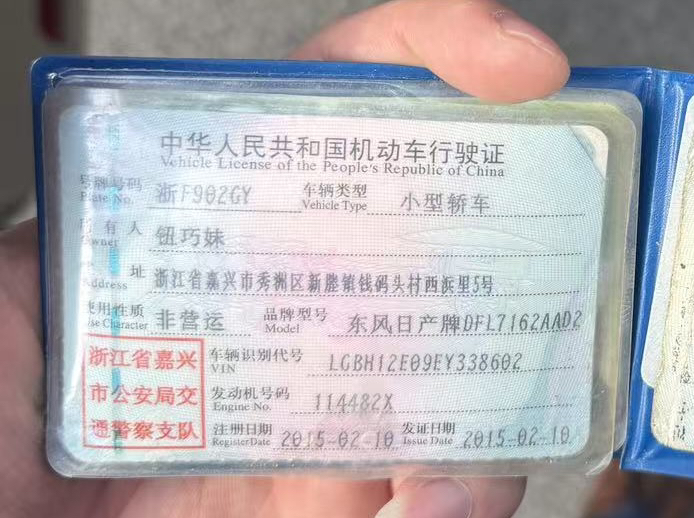 中华人民共和国机动车行驶证
Vehicle License of the People's Republic of China
号牌号码 浙F902GY 车辆类型 小型轿车
Plate No. Vehicle Type
所有人 钮巧妹
Owner
住址 浙江省嘉兴市秀洲区新塍镇钱码头村西浜里5号
Address
使用性质 非营运 品牌型号 东风日产牌DFL7162AAD2
Use Character Model
浙江省嘉兴
市公安局交
通警察支队
车辆识别代号 LGBH12E09EY338602
VIN
发动机号码 114482X
Engine No.
注册日期 2015-02-10 发证日期 2015-02-10
Register Date Issue Date